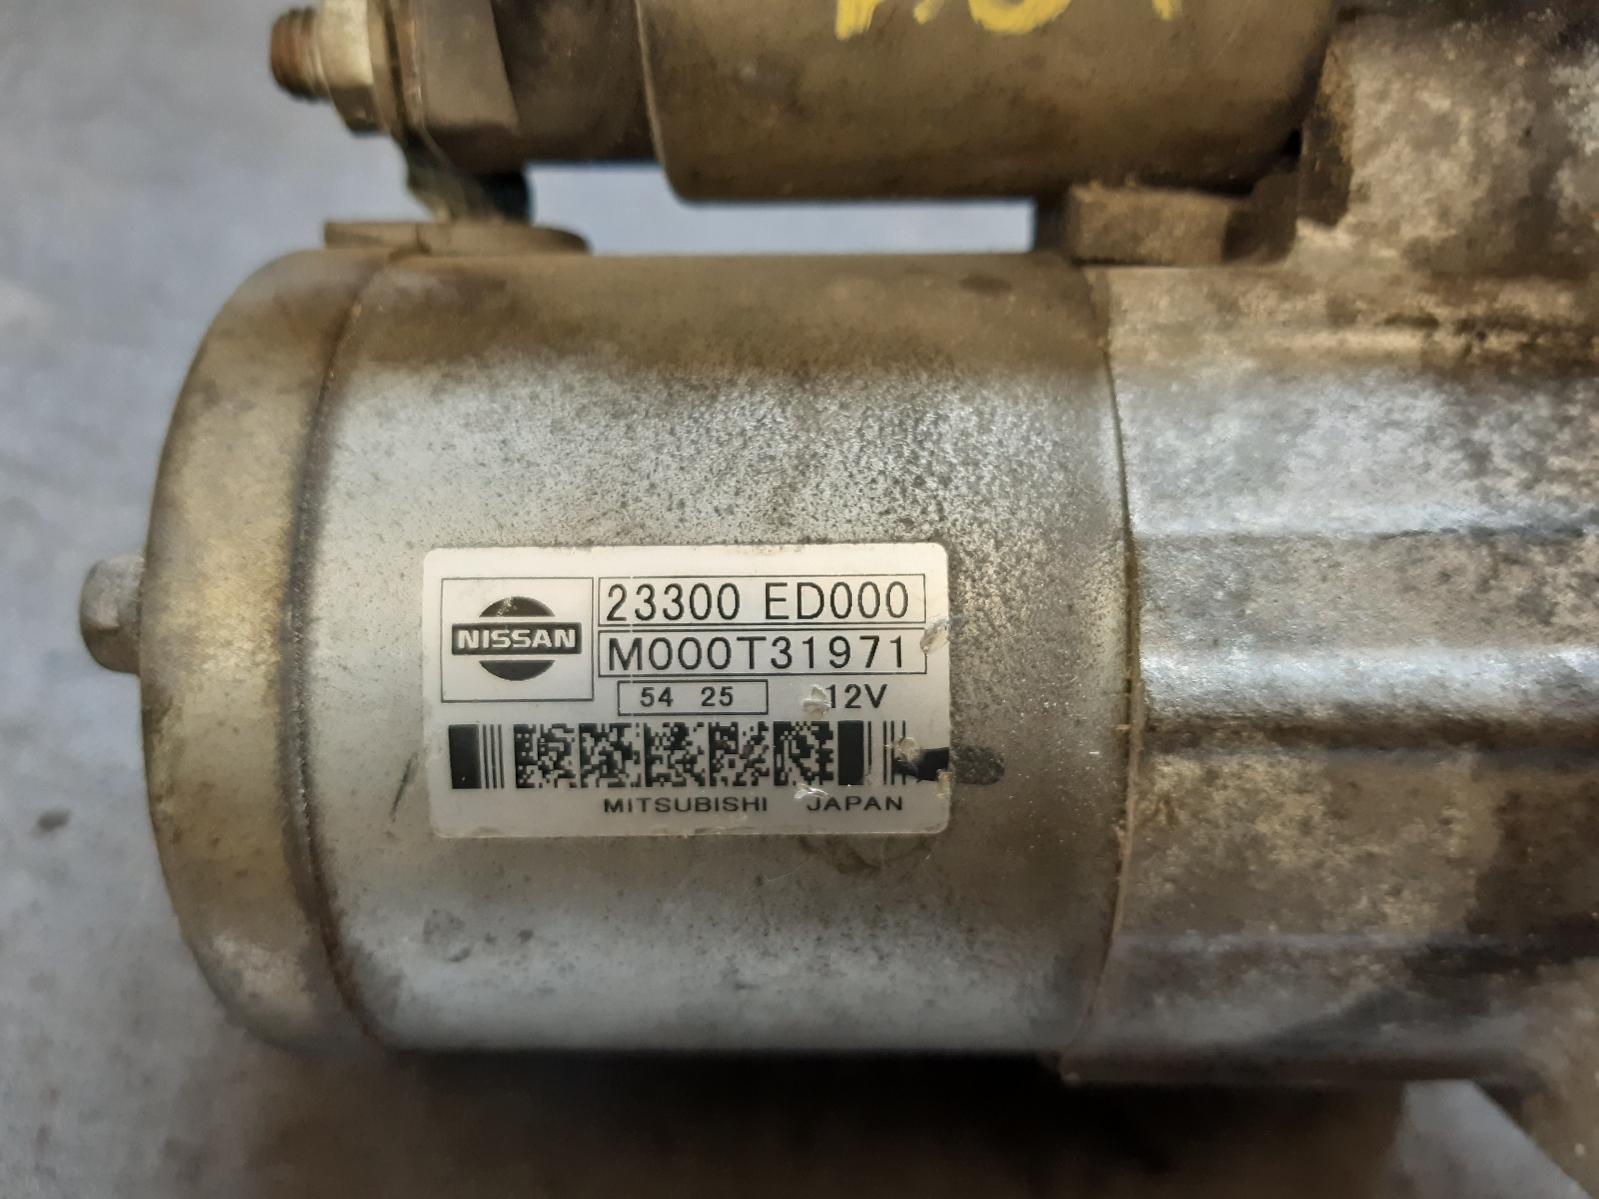 NISSAN
23300 ED000
M000T31971
54 25 12V
MITSUBISHI JAPAN